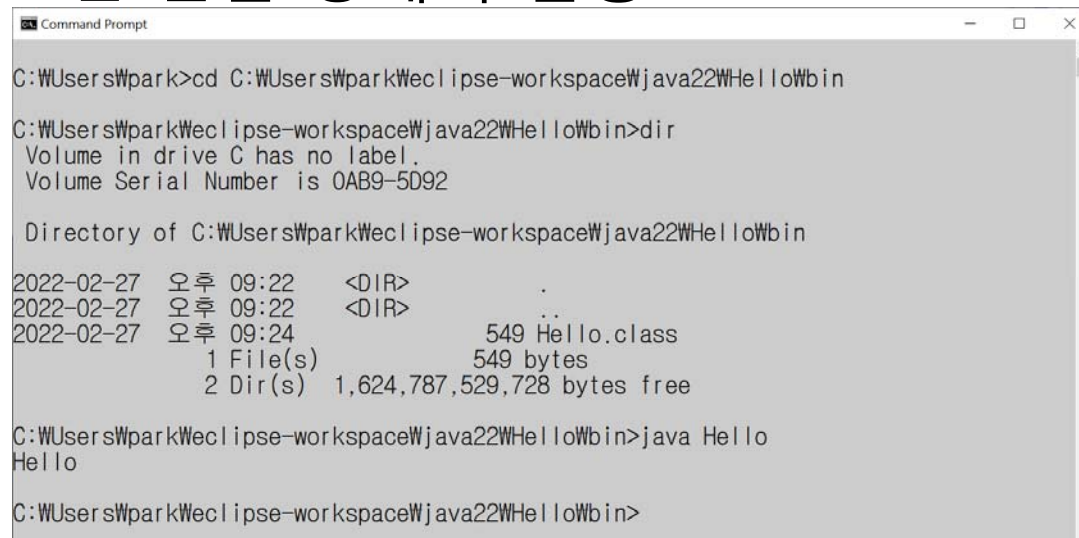 Command Prompt
C:₩Users₩park>cd C:₩Users₩park₩eclipse-workspace₩java22₩Hello₩bin
C:₩Users₩park₩eclipse-workspace₩java22₩Hello₩bin>dir
Volume in drive C has no label.
Volume Serial Number is 0AB9-5D92
Directory of C:₩Users₩park₩eclipse-workspace₩java22₩Hello₩bin
2022-02-27 오후 09:22 <DIR> .
2022-02-27 오후 09:22 <DIR> ..
2022-02-27 오후 09:24 549 Hello.class
1 File(s) 549 bytes
2 Dir(s) 1,624,787,529,728 bytes free
C:₩Users₩park₩eclipse-workspace₩java22₩Hello₩bin>java Hello
Hello
C:₩Users₩park₩eclipse-workspace₩java22₩Hello₩bin>